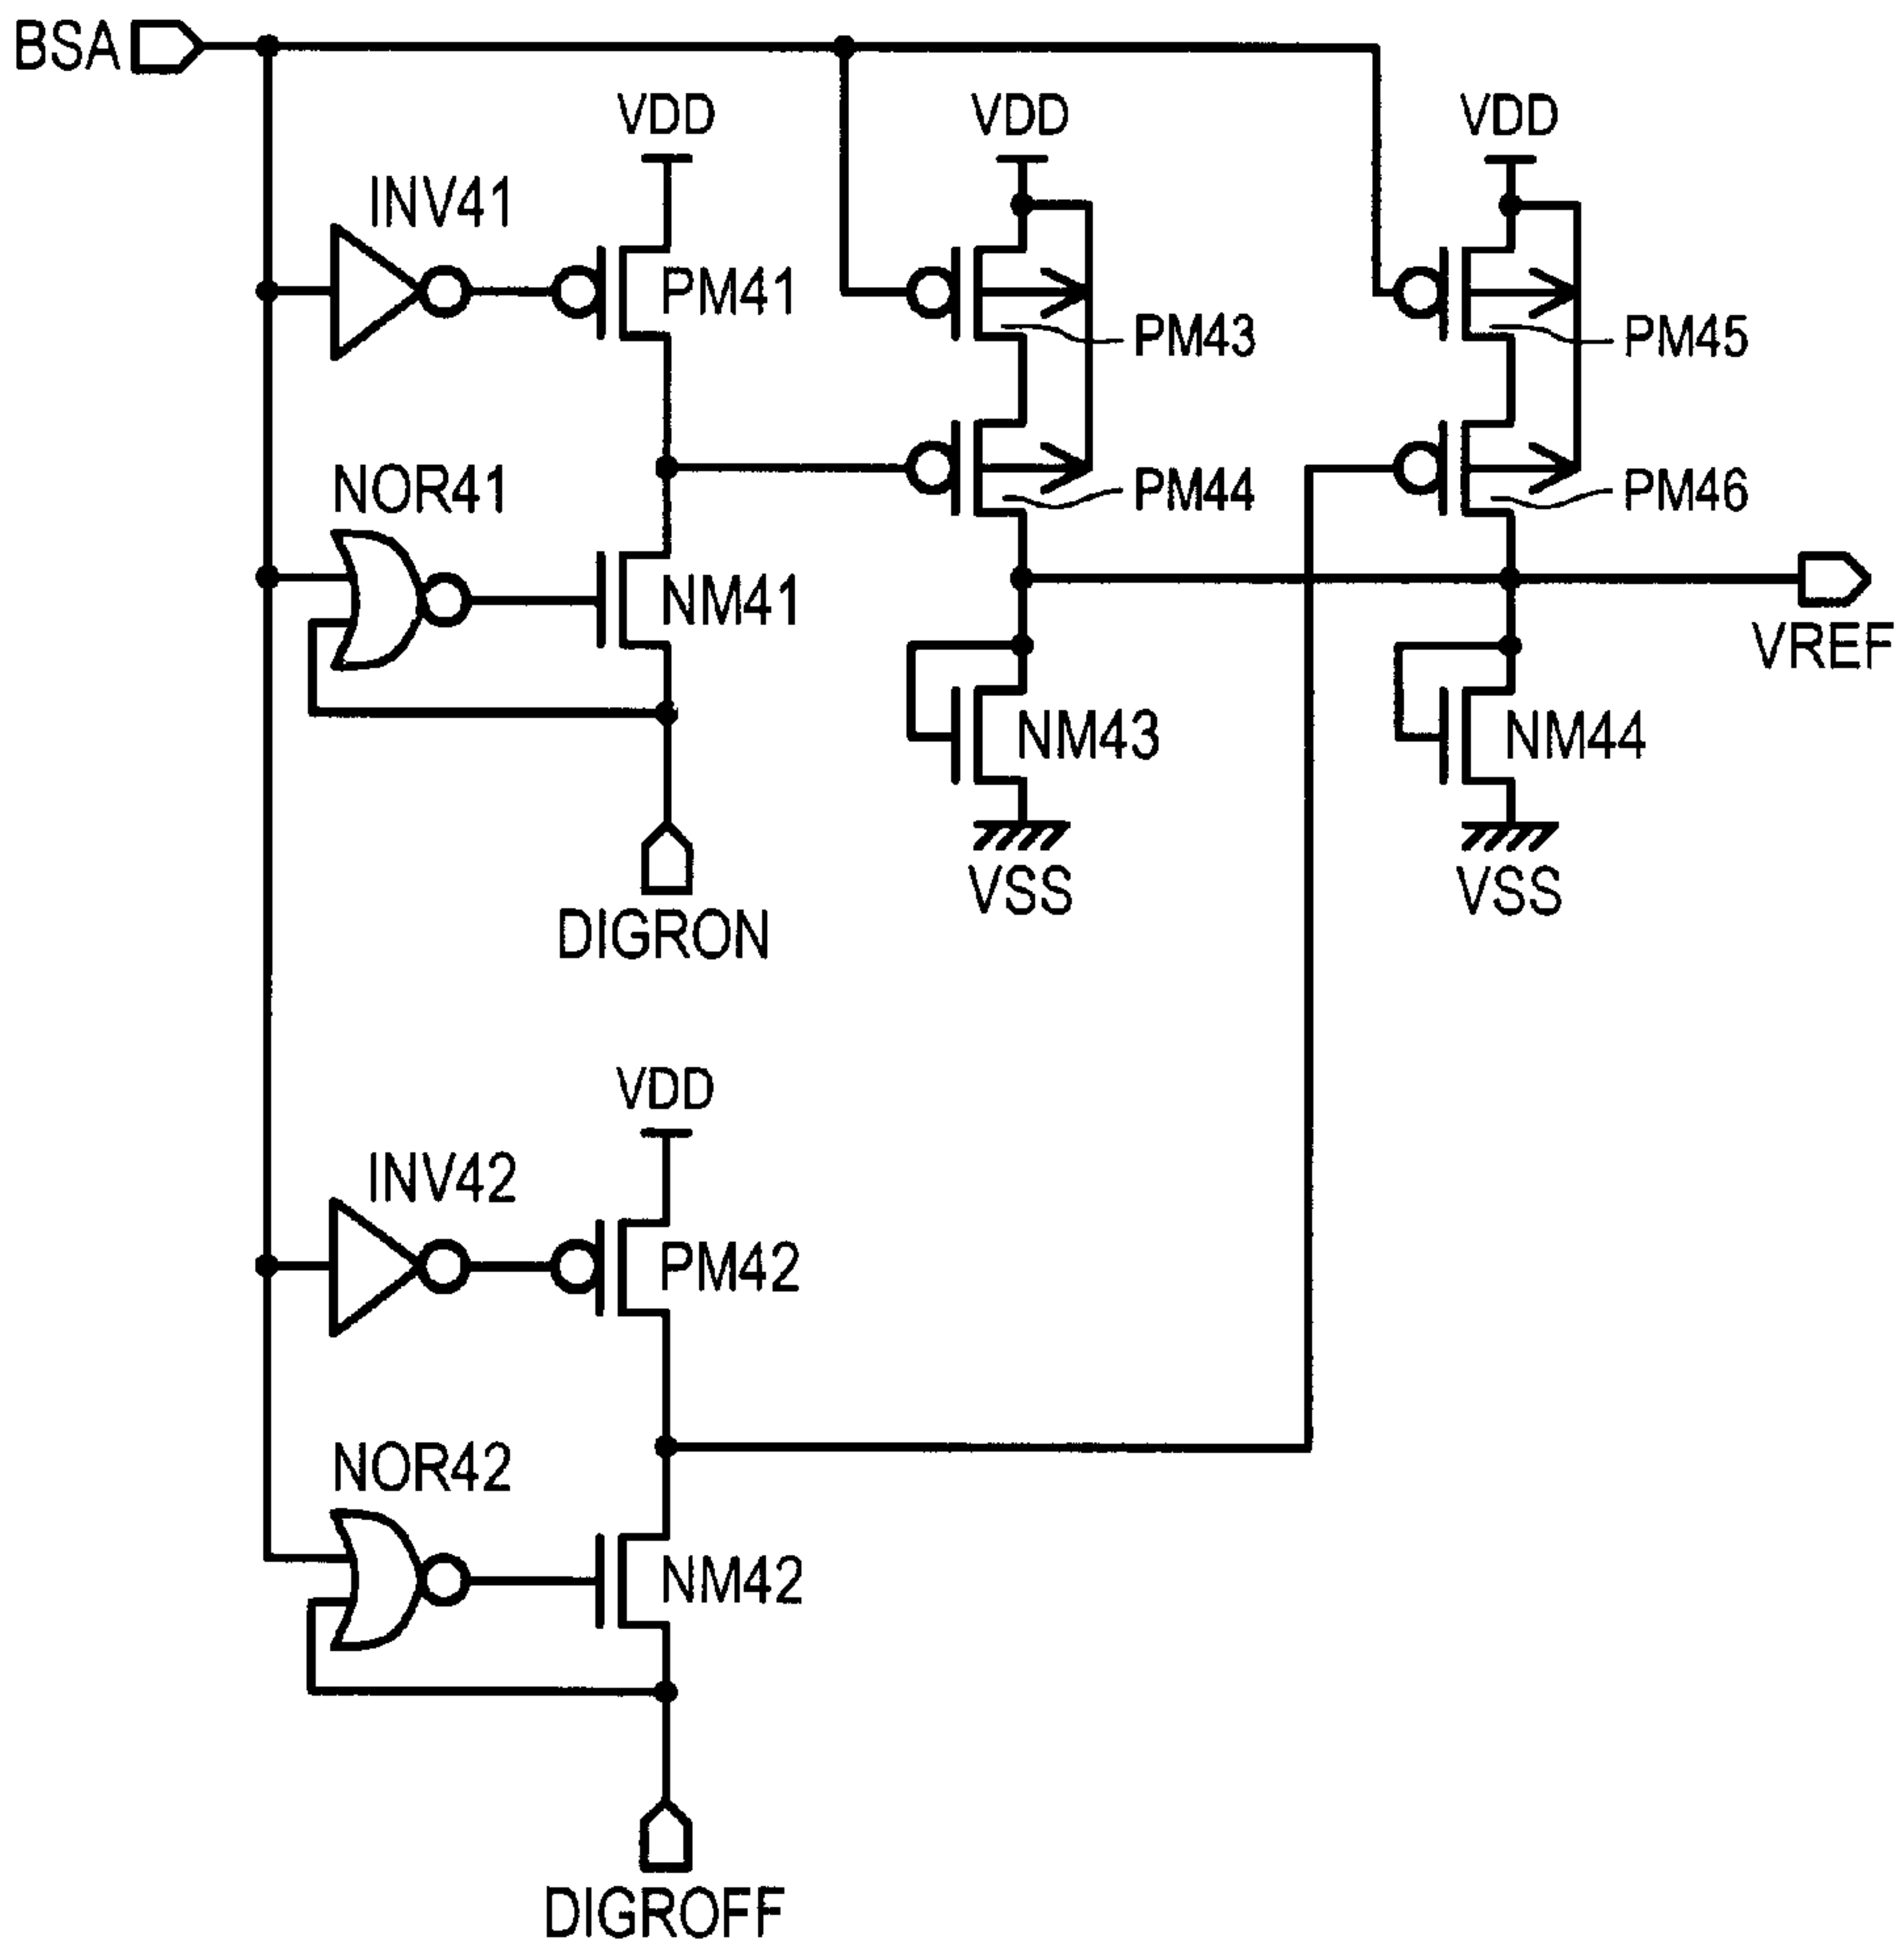 BSA
VDD
VDD
VDD
INV41
PM41
PM43
PM45
NOR41
PM44
PM46
NM41
VREF
NM43
NM44
VSS
VSS
DIGRON
VDD
INV42
PM42
NOR42
NM42
DIGROFF